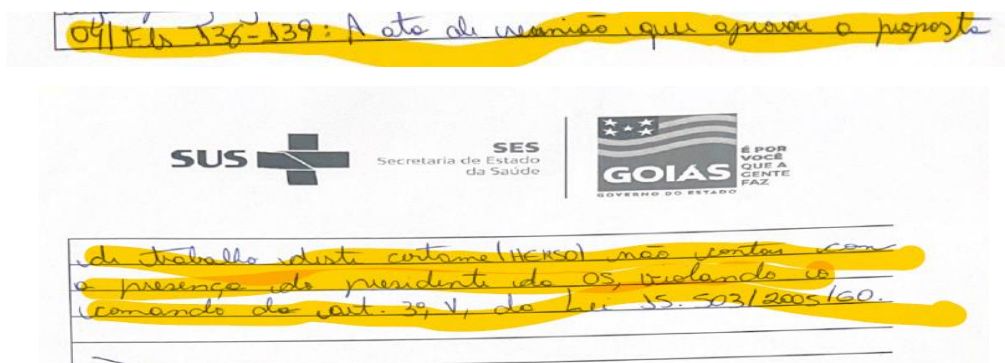 04) Fls 136-139: A ata de reunião que aprovou a proposta
SUS
SES
Secretaria de Estado
da Saúde
GOIÁS
GOVERNO DO ESTADO
É POR
VOCÊ
QUE A
GENTE
FAZ
de trabalho deste certame (HEMSO) não contou com
a presença do presidente da OS, violando o
comando do art. 3º, V, da Lei 15.503/2005/GO.